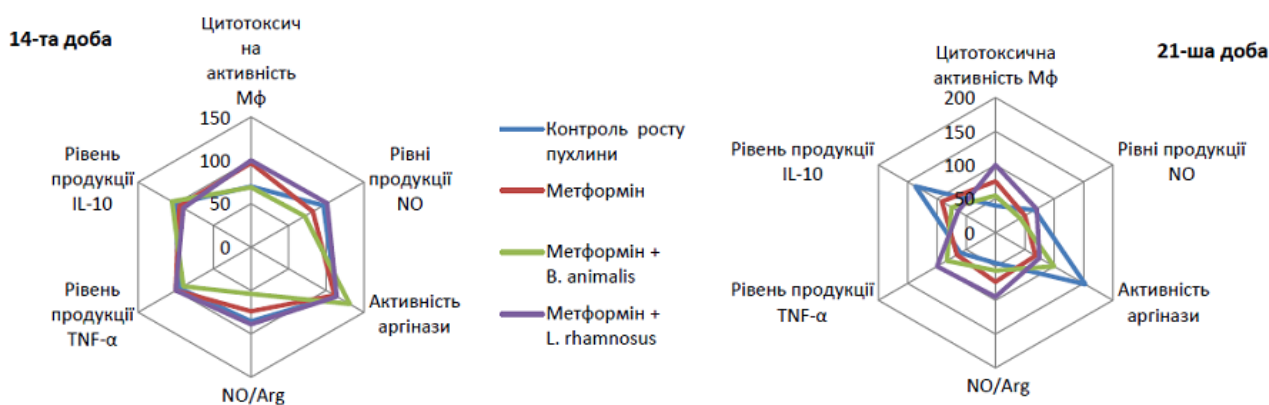 14-та доба
Цитотоксич
на
активність
Мф
150
100
50
0
Рівні
продукції
NO
Активність
аргінази
NO/Arg
Рівень
продукції
TNF-α
Рівень
продукції
IL-10
Контроль росту
пухлини
Метформін
Метформін +
B. animalis
Метформін +
L. rhamnosus
21-ша доба
Цитотоксична
активність Мф
200
150
100
50
0
Рівні продукції
NO
Активність
аргінази
NO/Arg
Рівень продукції
TNF-α
Рівень продукції
IL-10